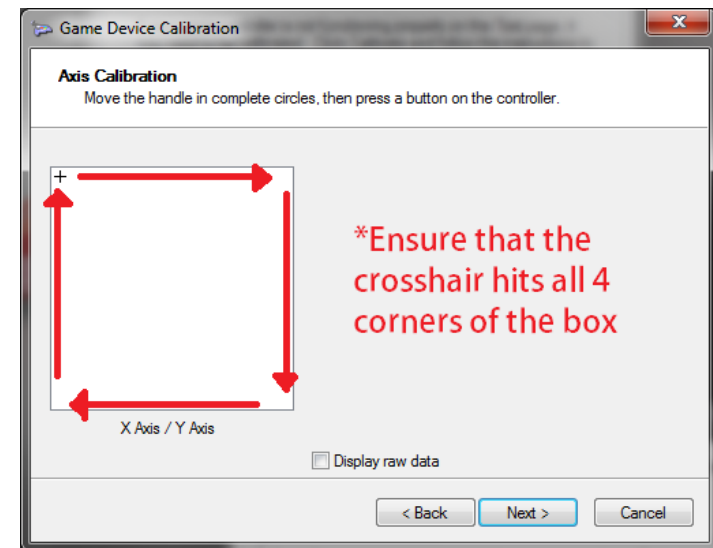 Game Device Calibration
Axis Calibration
Move the handle in complete circles, then press a button on the controller.
*Ensure that the
crosshair hits all 4
corners of the box
X Axis / Y Axis
Display raw data
< Back
Next >
Cancel